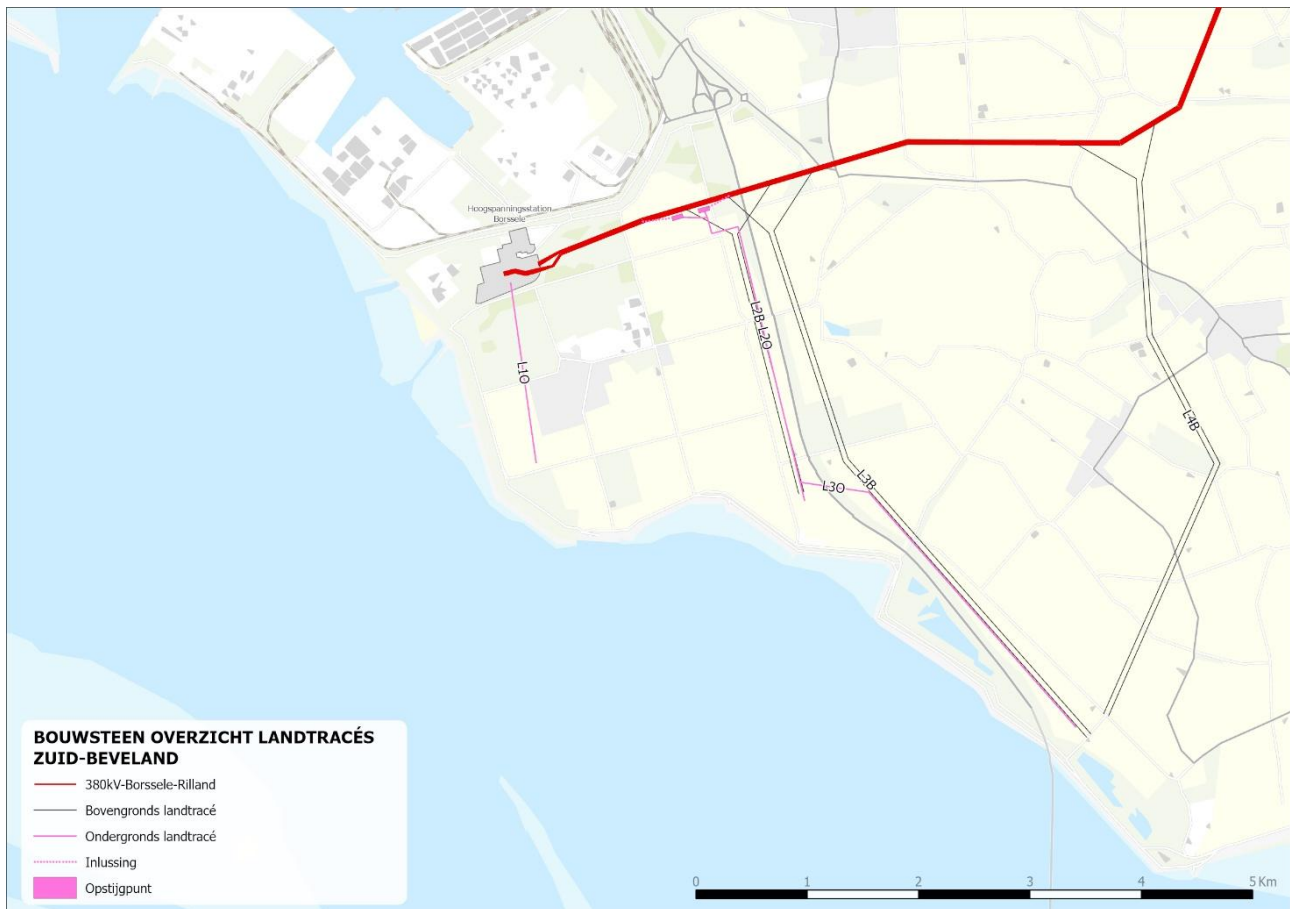 Hoogspanningsstation
Borssele
L1O
L2B-L2O
L3O
L3B
L4B
BOUWSTEEN OVERZICHT LANDTRACÉS
ZUID-BEVELAND
380kV-Borssele-Rilland
Bovengronds landtracé
Ondergronds landtracé
Inlussing
Opstijgpunt
0 1 2 3 4 5 Km